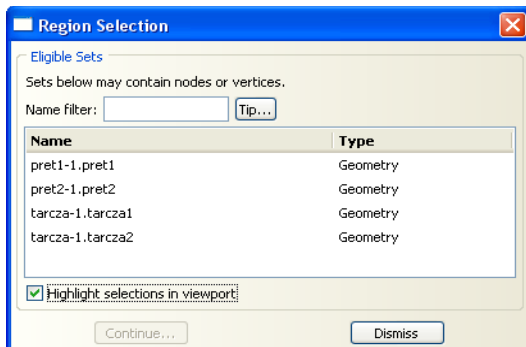 Region Selection
Eligible Sets
Sets below may contain nodes or vertices.
Name filter: Tip...
Name Type
pret1-1.pret1 Geometry
pret2-1.pret2 Geometry
tarcza-1.tarcza1 Geometry
tarcza-1.tarcza2 Geometry
Highlight selections in viewport
Continue... Dismiss